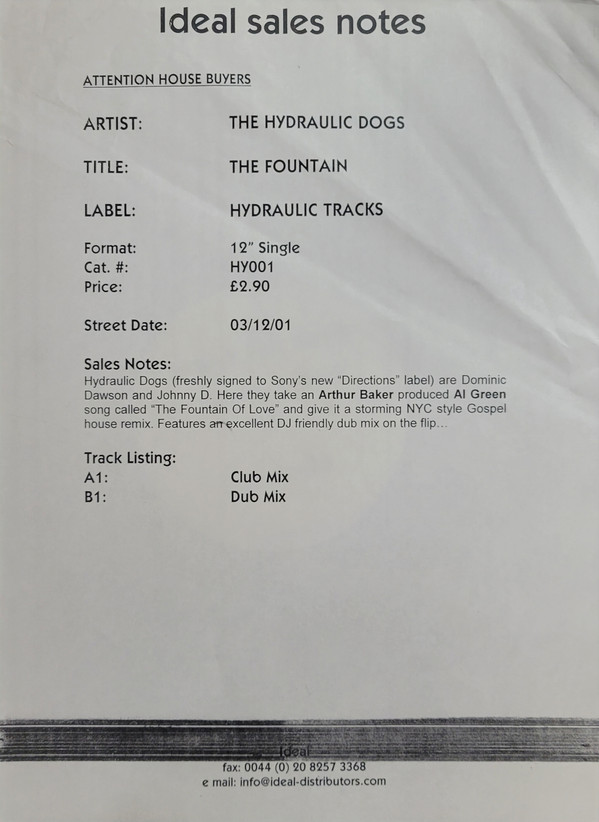 Ideal sales notes
ATTENTION HOUSE BUYERS
ARTIST: THE HYDRAULIC DOGS
TITLE: THE FOUNTAIN
LABEL: HYDRAULIC TRACKS
Format: 12" Single
Cat. #: HY001
Price: £2.90
Street Date: 03/12/01
Sales Notes:
Hydraulic Dogs (freshly signed to Sony's new "Directions" label) are Dominic
Dawson and Johnny D. Here they take an Arthur Baker produced Al Green
song called "The Fountain Of Love" and give it a storming NYC style Gospel
house remix. Features an excellent DJ friendly dub mix on the flip...
Track Listing:
A1: Club Mix
B1: Dub Mix
Ideal
fax: 0044 (0) 20 8257 3368
e mail: info@ideal-distributors.com